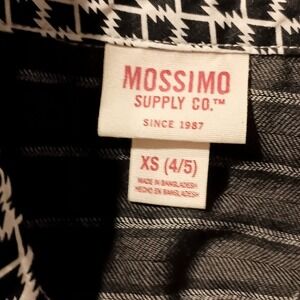 MOSSIMO
SUPPLY CO.™
SINCE 1987
XS (4/5)
MADE IN BANGLADESH
HECHO EN BANGLADESH